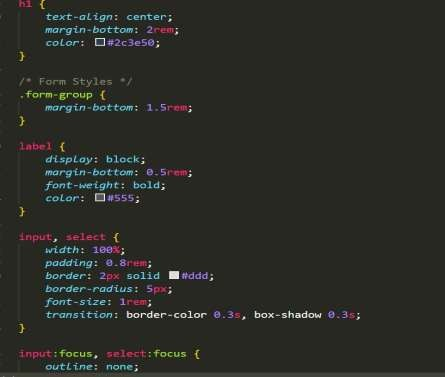 h1 {
    text-align: center;
    margin-bottom: 2rem;
    color: #2c3e50;
}

/* Form Styles */
.form-group {
    margin-bottom: 1.5rem;
}

label {
    display: block;
    margin-bottom: 0.5rem;
    font-weight: bold;
    color: #555;
}

input, select {
    width: 100%;
    padding: 0.8rem;
    border: 2px solid #ddd;
    border-radius: 5px;
    font-size: 1rem;
    transition: border-color 0.3s, box-shadow 0.3s;
}

input:focus, select:focus {
    outline: none;